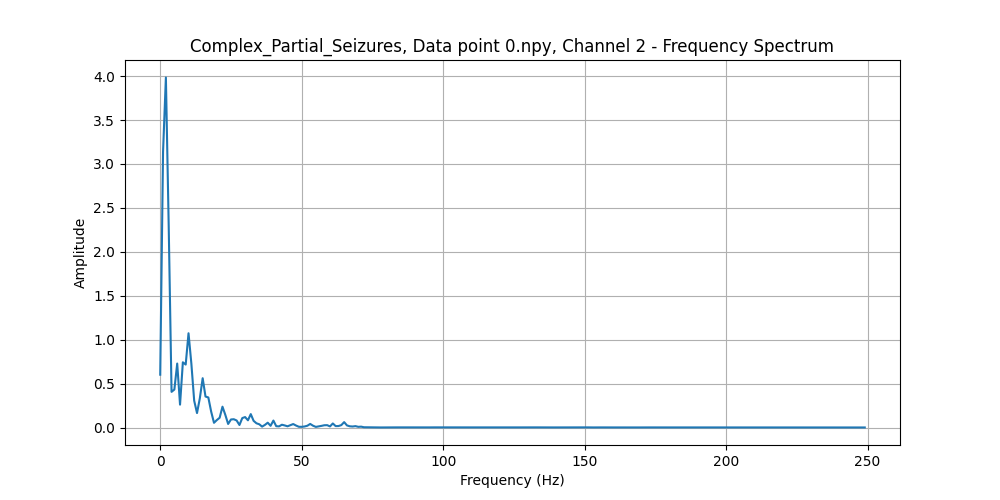 Complex_Partial_Seizures, Data point 0.npy, Channel 2 - Frequency Spectrum
4.0
3.5
3.0
2.5
2.0
1.5
1.0
0.5
0.0
Amplitude
0 50 100 150 200 250
Frequency (Hz)